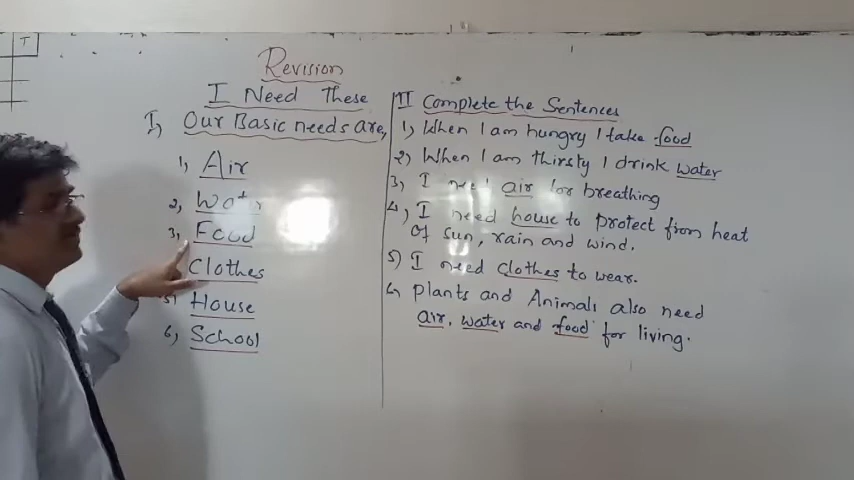 T
Revision
I Need These
I, Our Basic needs are,
1, Air
2, Water
3, Food
Clothes
5, House
6, School
II Complete the Sentences
1, When I am hungry I take food
2, When I am thirsty I drink water
3, I need air for breathing
4, I need house to protect from heat
of sun, rain and wind.
5) I need clothes to wear.
6 Plants and Animals also need
air, water and food for living.